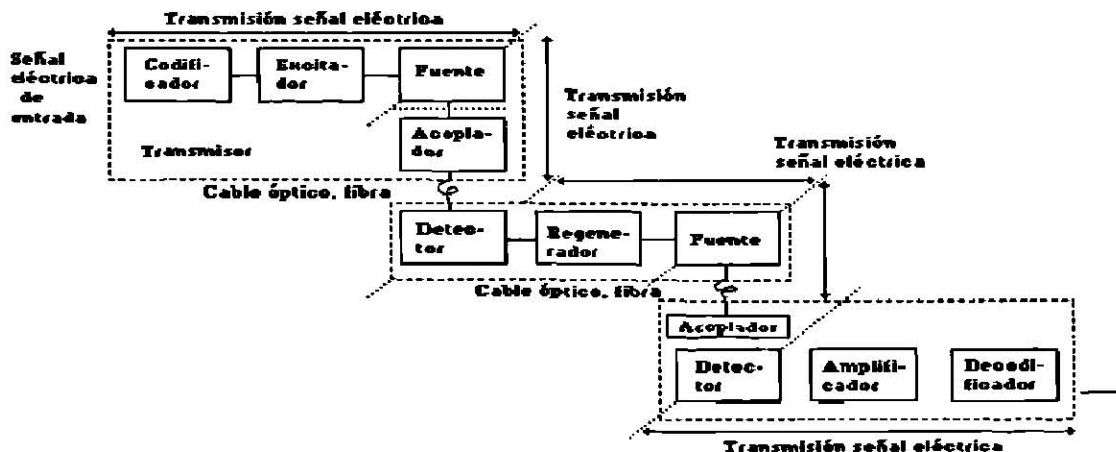 Transmisión señal eléctrica
Señal
eléctrica
de
entrada
Codifi-
cador
Excitador
Fuente
Transmisión
señal
eléctrica
Acopla-
dor
Transmisor
Cable óptico, fibra
Transmisión
señal eléctrica
Detec-
tor
Regene-
rador
Fuente
Cable óptico, fibra
Acoplador
Detec-
tor
Amplifi-
cador
Decodi-
ficador
Transmisión señal eléctrica